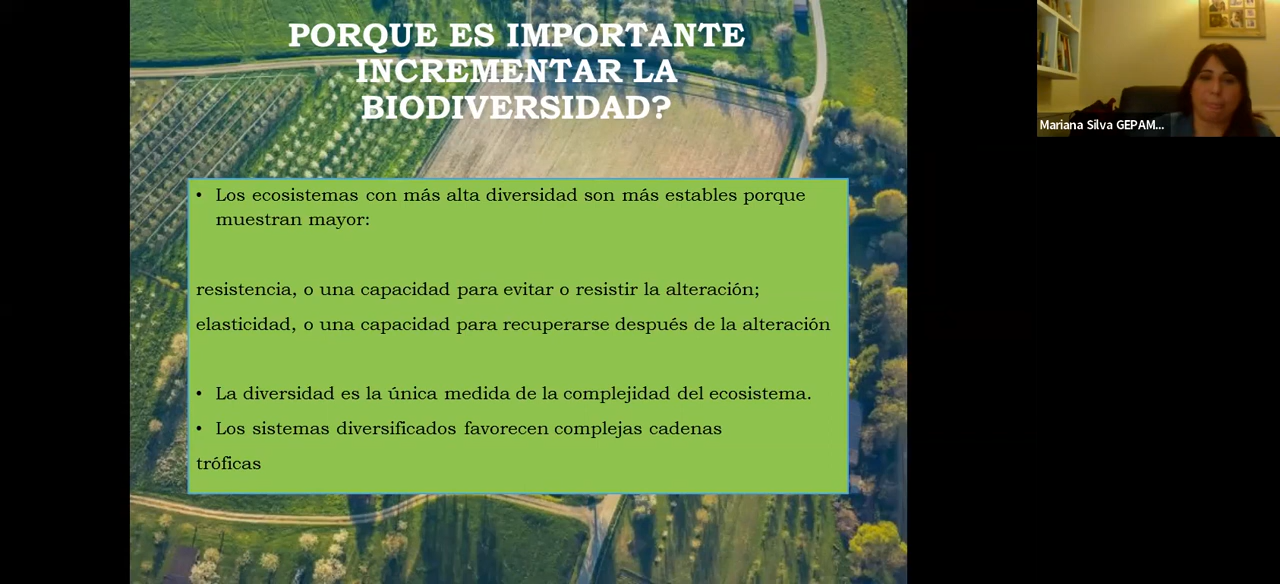 PORQUE ES IMPORTANTE
INCREMENTAR LA
BIODIVERSIDAD?
• Los ecosistemas con más alta diversidad son más estables porque
muestran mayor:
resistencia, o una capacidad para evitar o resistir la alteración;
elasticidad, o una capacidad para recuperarse después de la alteración
• La diversidad es la única medida de la complejidad del ecosistema.
• Los sistemas diversificados favorecen complejas cadenas
tróficas
Mariana Silva GEPAM...